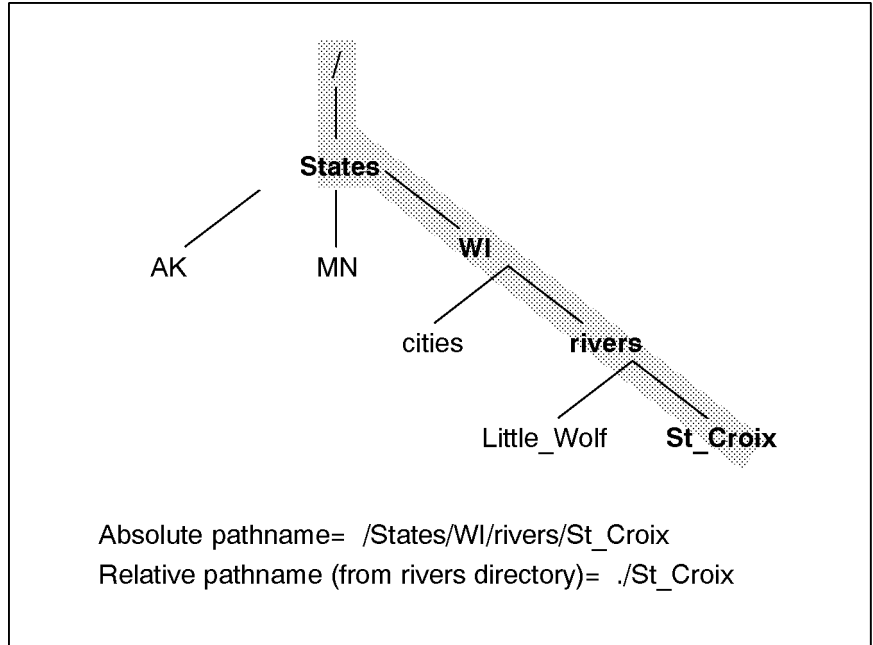 /
States
WI
AK MN
cities rivers
Little_Wolf St_Croix
Absolute pathname= /States/WI/rivers/St_Croix
Relative pathname (from rivers directory)= ./St_Croix